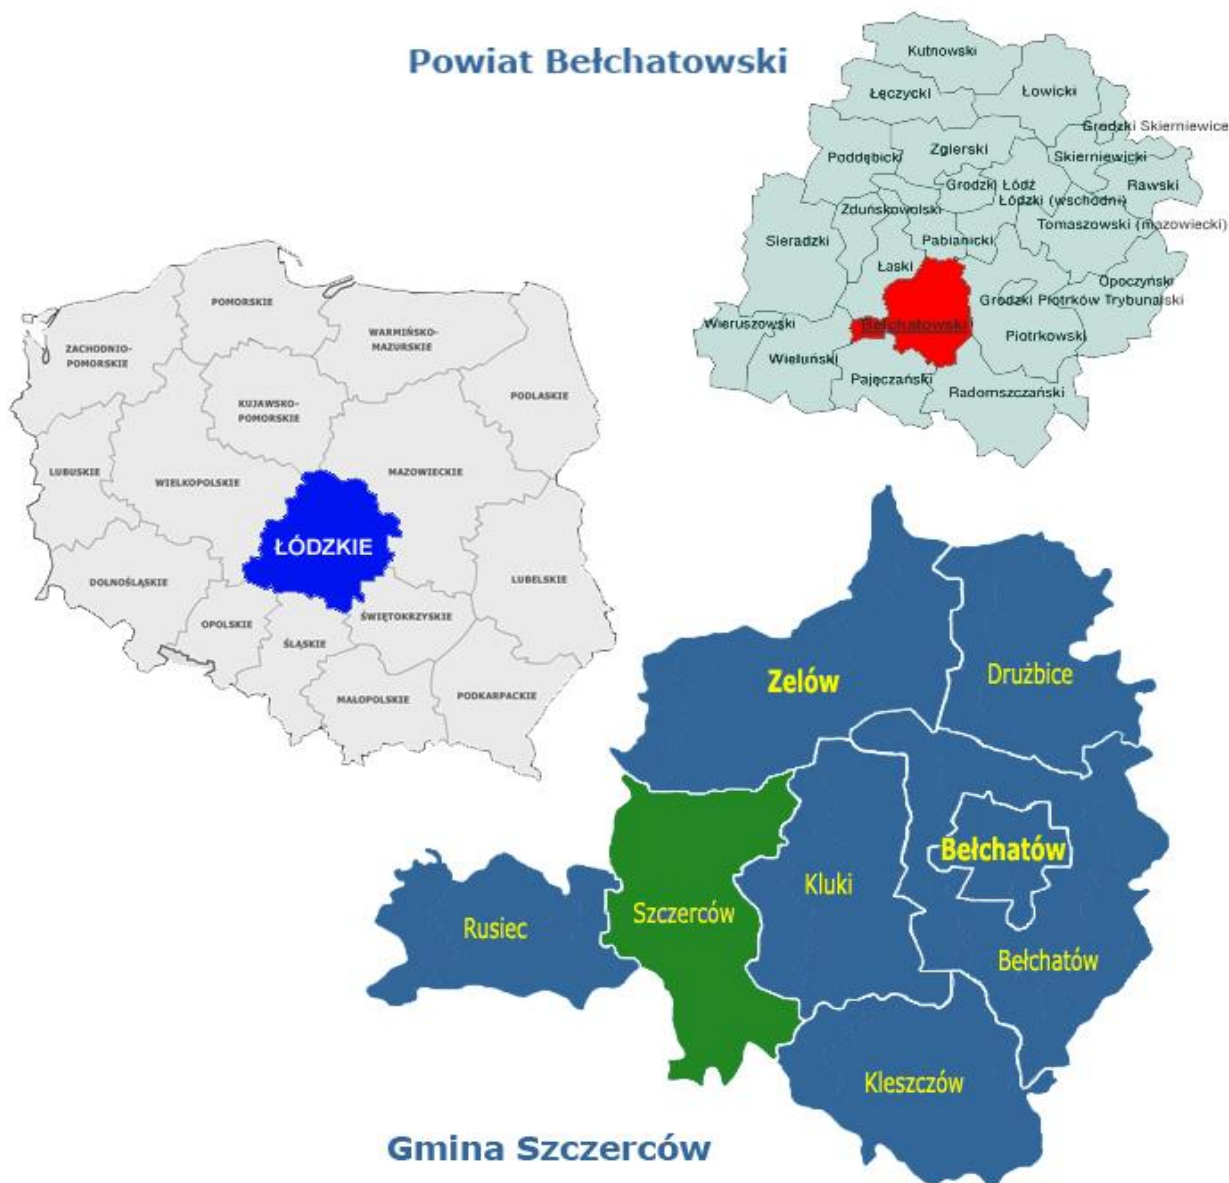 Powiat Bełchatowski
Kutnowski
Łęczycki
Łowicki
Grodzki Skierniewice
Poddębicki
Zgierski
Skierniewicki
Grodzki Łódź
Rawski
Zduńskowolski
Łódzki (wschodni)
Tomaszowski (mazowiecki)
Sieradzki
Pabianicki
Łaski
Opoczyński
Grodzki Piotrków Trybunalski
Wieruszowski
Bełchatowski
Piotrkowski
Wieluński
Pajęczański
Radomszczański
POMORSKIE
WARMIŃSKO-
MAZURSKIE
ZACHODNIO-
POMORSKIE
PODLASKIE
KUJAWSKO-
POMORSKIE
LUBUSKIE
WIELKOPOLSKIE
MAZOWIECKIE
ŁÓDZKIE
DOLNOŚLĄSKIE
LUBELSKIE
OPOLSKIE
ŚWIĘTOKRZYSKIE
ŚLĄSKIE
MAŁOPOLSKIE
PODKARPACKIE
Zelów
Drużbice
Bełchatów
Kluki
Szczerców
Rusiec
Bełchatów
Kleszczów
Gmina Szczerców